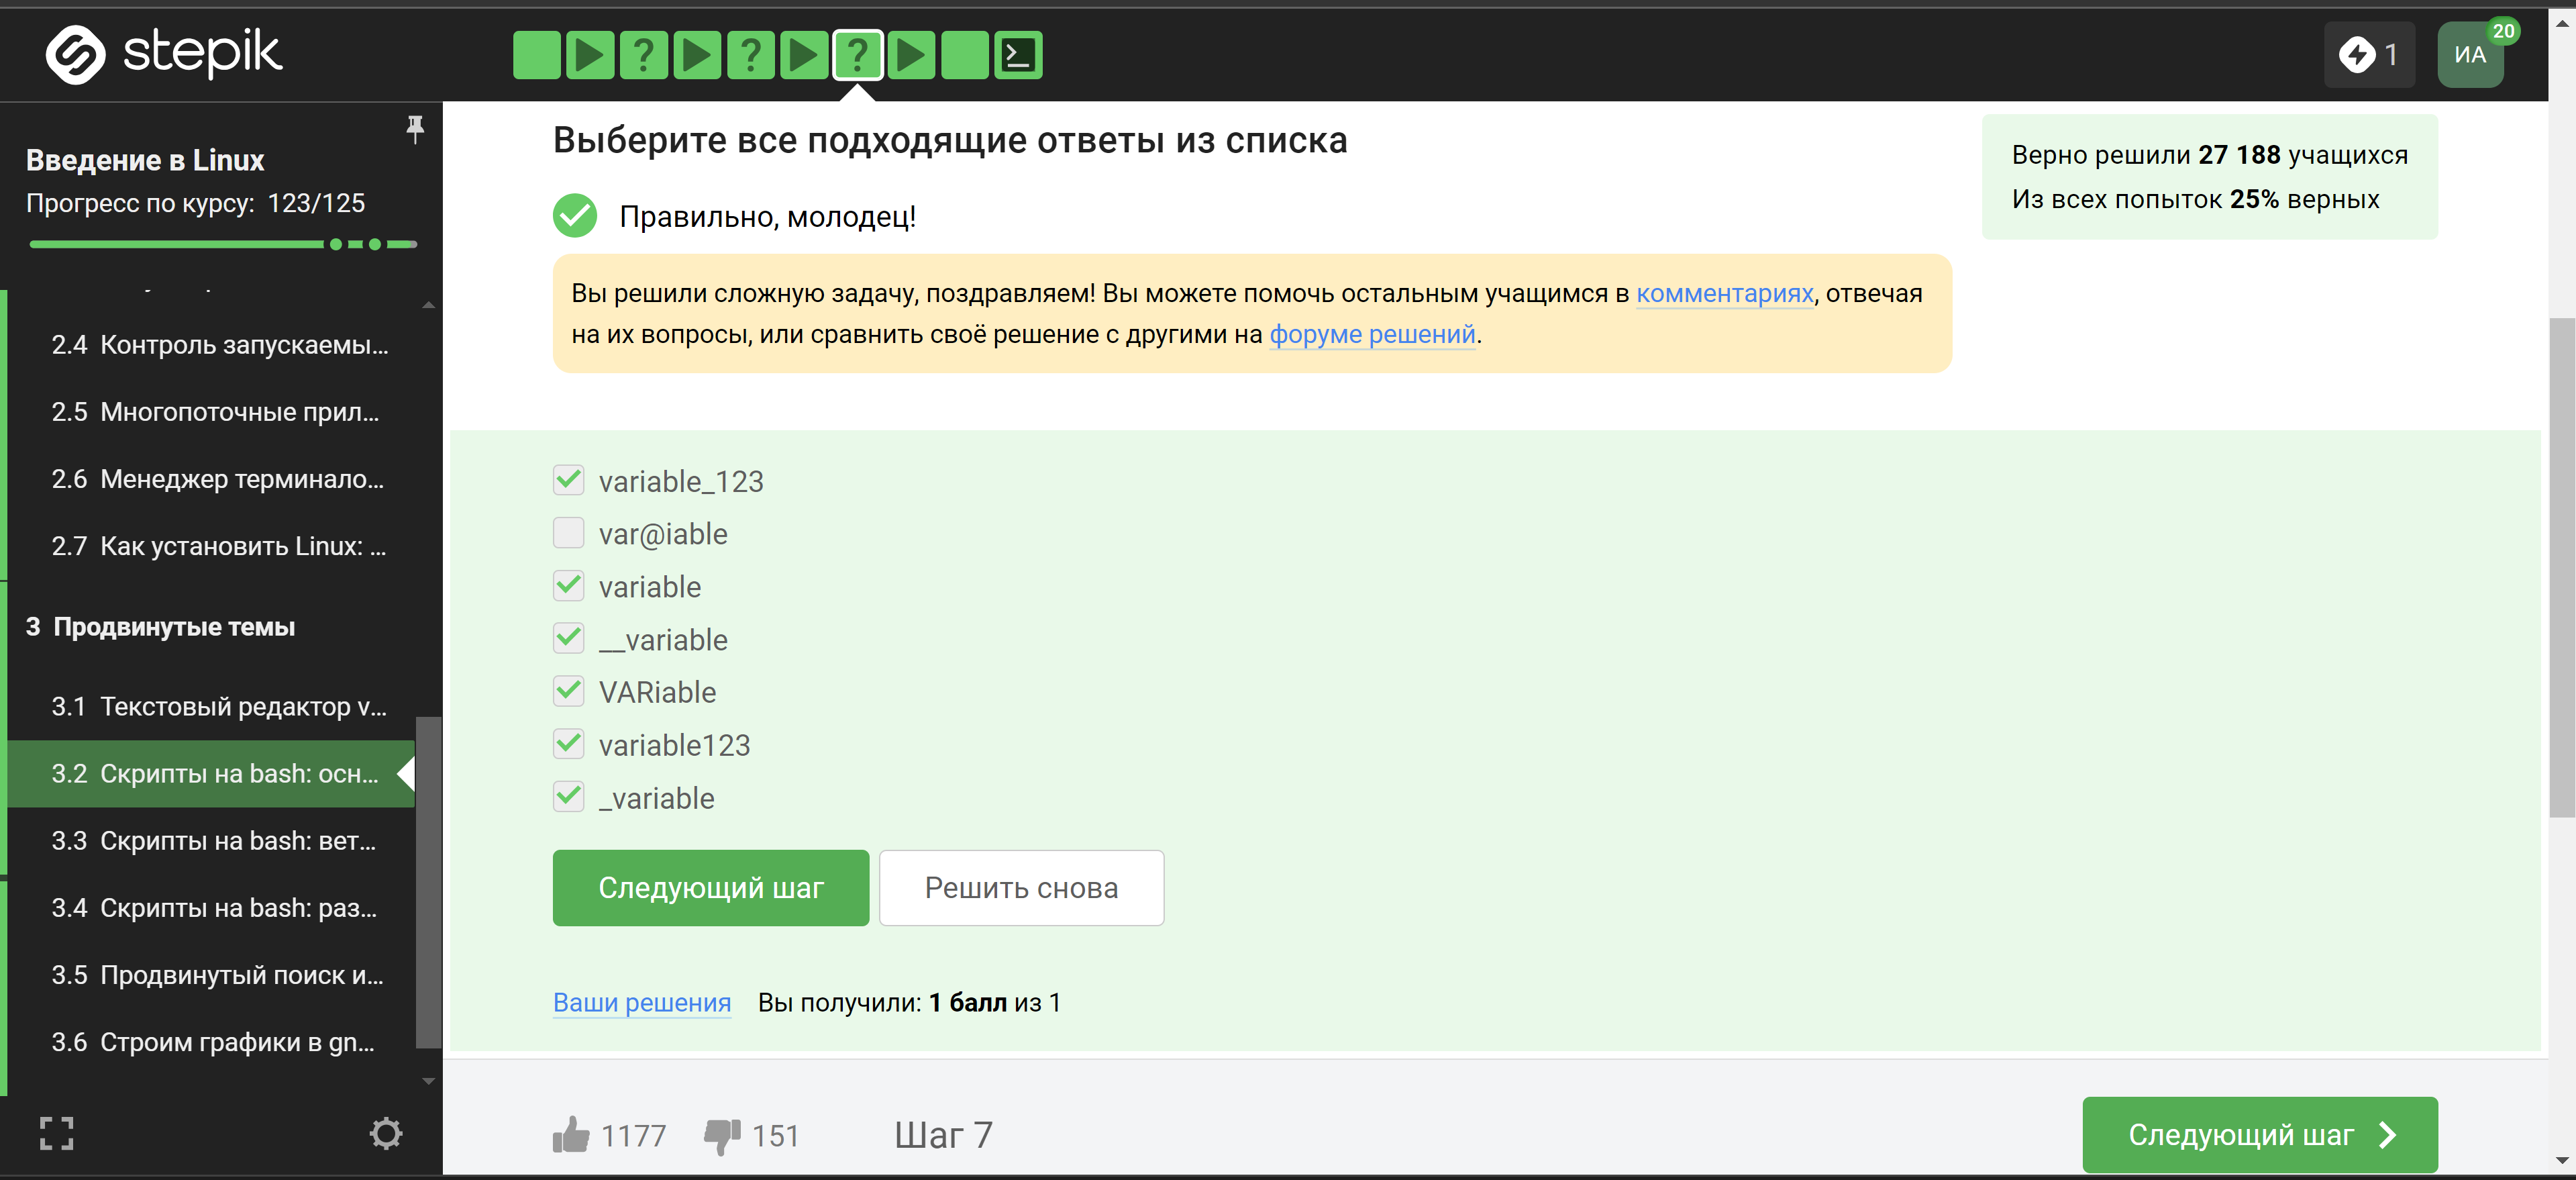 stepik
? ? ?
1
ИА
20
Введение в Linux
Прогресс по курсу: 123/125
2.4 Контроль запускаемы...
2.5 Многопоточные прил...
2.6 Менеджер терминало...
2.7 Как установить Linux: ...
3 Продвинутые темы
3.1 Текстовый редактор v...
3.2 Скрипты на bash: осн...
3.3 Скрипты на bash: вет...
3.4 Скрипты на bash: раз...
3.5 Продвинутый поиск и...
3.6 Строим графики в gn...
Выберите все подходящие ответы из списка
Правильно, молодец!
Верно решили 27 188 учащихся
Из всех попыток 25% верных
Вы решили сложную задачу, поздравляем! Вы можете помочь остальным учащимся в комментариях, отвечая
на их вопросы, или сравнить своё решение с другими на форуме решений.
variable_123
var@iable
variable
__variable
VARiable
variable123
_variable
Следующий шаг
Решить снова
Ваши решения Вы получили: 1 балл из 1
1177
151
Шаг 7
Следующий шаг